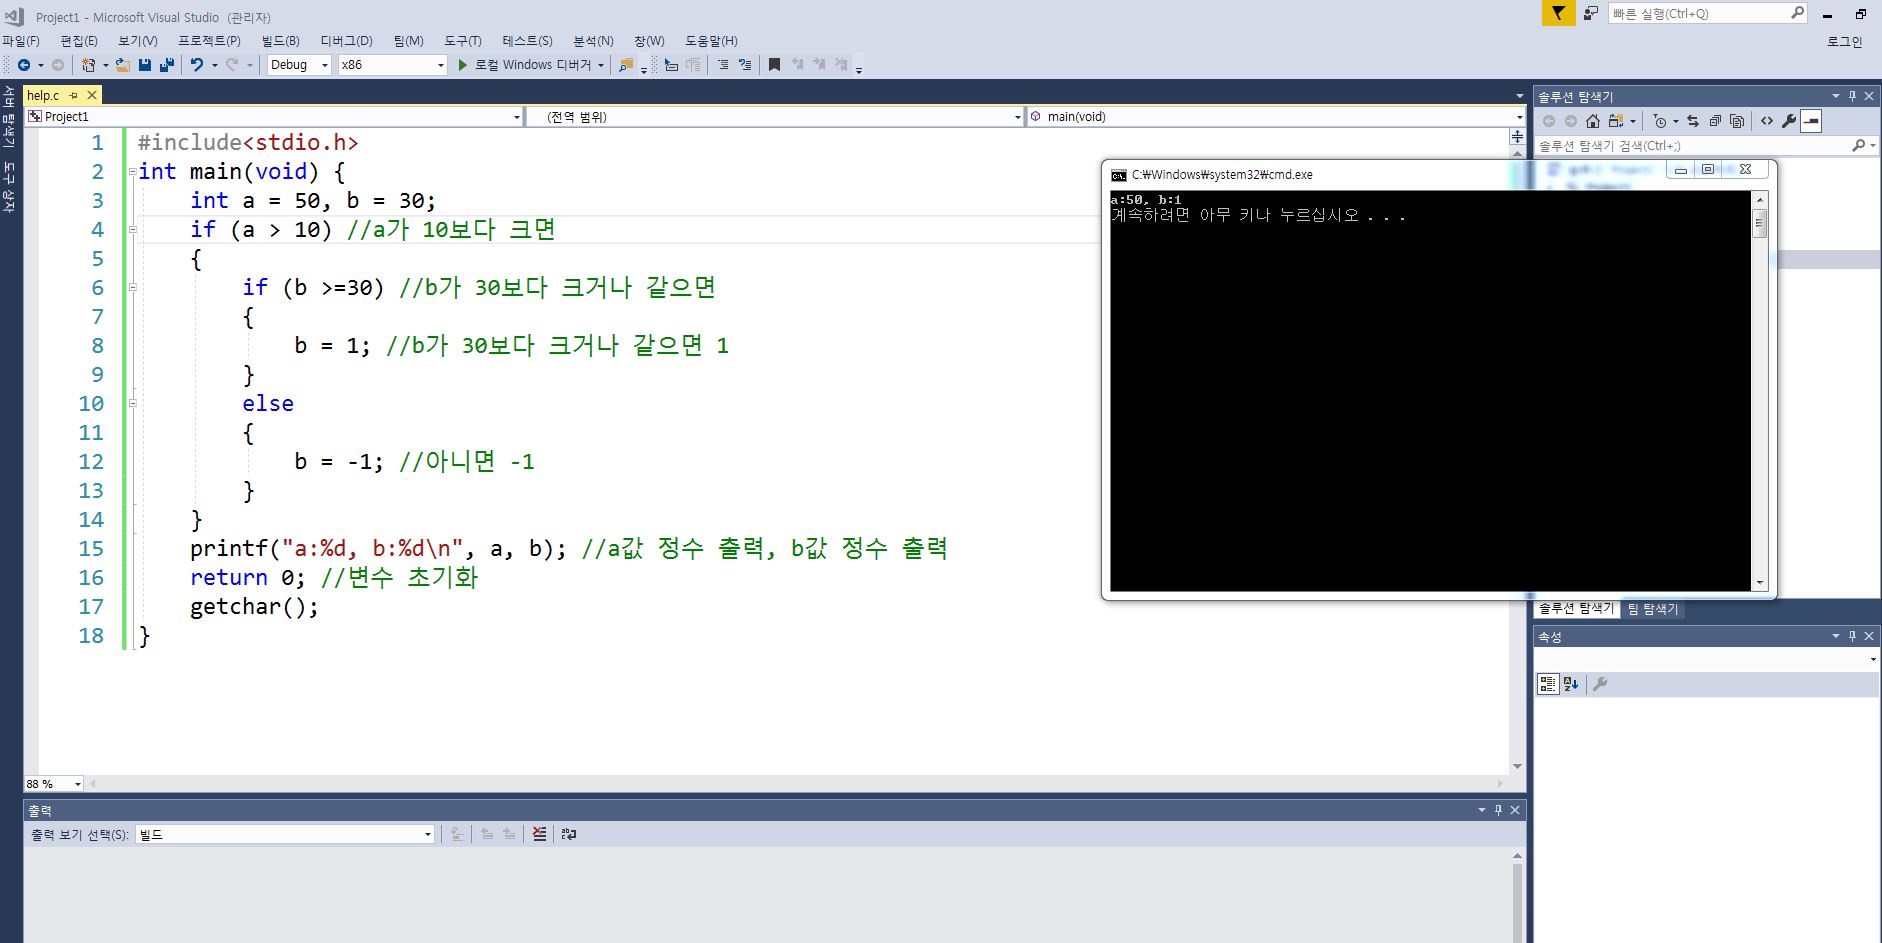 Project1 - Microsoft Visual Studio (관리자)
빠른 실행(Ctrl+Q)
파일(F) 편집(E) 보기(V) 프로젝트(P) 빌드(B) 디버그(D) 팀(M) 도구(T) 테스트(S) 분석(N) 창(W) 도움말(H)
로그인
Debug x86 로컬 Windows 디버거
서버 탐색기
도구 상자
help.c
Project1 (전역 범위) main(void)
1 #include<stdio.h>
2 int main(void) {
3 int a = 50, b = 30;
4 if (a > 10) //a가 10보다 크면
5 {
6 if (b >=30) //b가 30보다 크거나 같으면
7 {
8 b = 1; //b가 30보다 크거나 같으면 1
9 }
10 else
11 {
12 b = -1; //아니면 -1
13 }
14 }
15 printf("a:%d, b:%d\n", a, b); //a값 정수 출력, b값 정수 출력
16 return 0; //변수 초기화
17 getchar();
18 }
88 %
C:₩Windows₩system32₩cmd.exe
a:50, b:1
계속하려면 아무 키나 누르십시오 . . .
솔루션 탐색기
솔루션 탐색기 검색(Ctrl+;)
솔루션 탐색기 팀 탐색기
속성
출력
출력 보기 선택(S): 빌드